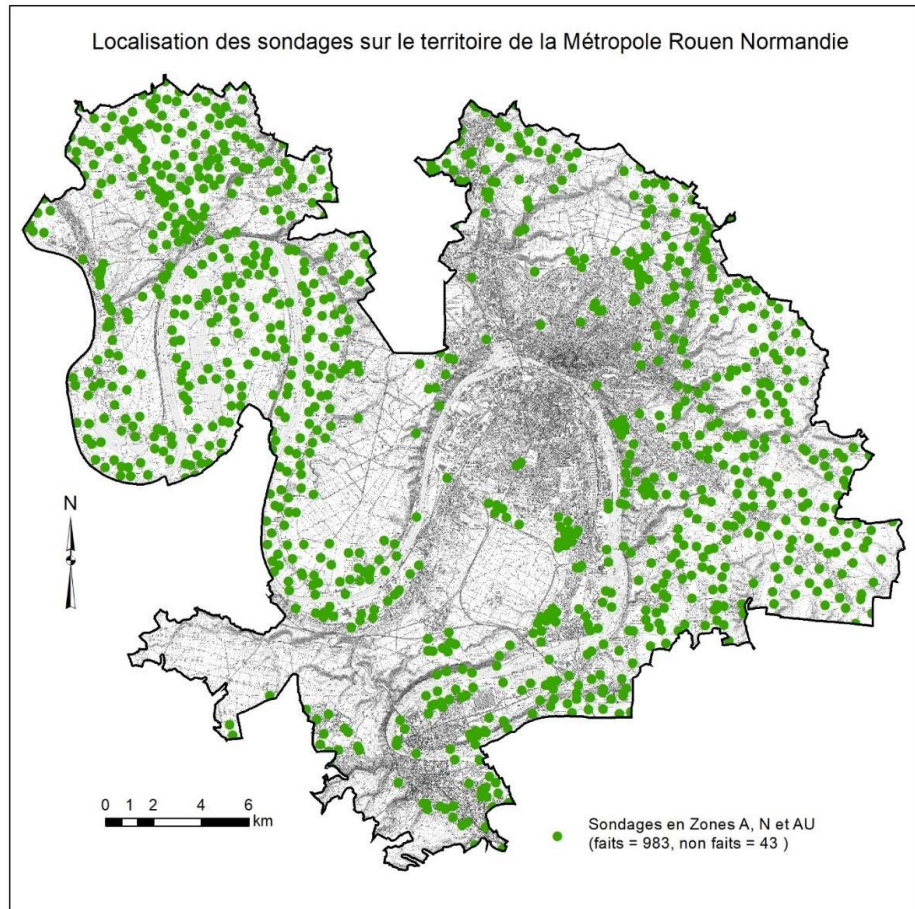 Localisation des sondages sur le territoire de la Métropole Rouen Normandie
N
0 1 2 4 6
km
Sondages en Zones A, N et AU
(faits = 983, non faits = 43 )